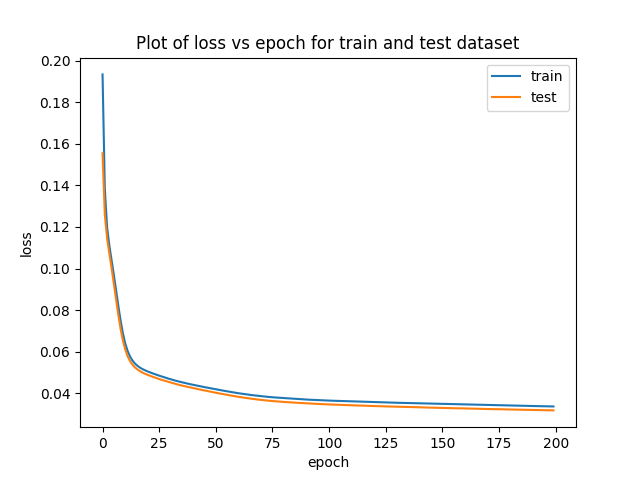 Plot of loss vs epoch for train and test dataset
0.20
0.18
0.16
0.14
0.12
0.10
0.08
0.06
0.04
loss
train
test
0 25 50 75 100 125 150 175 200
epoch